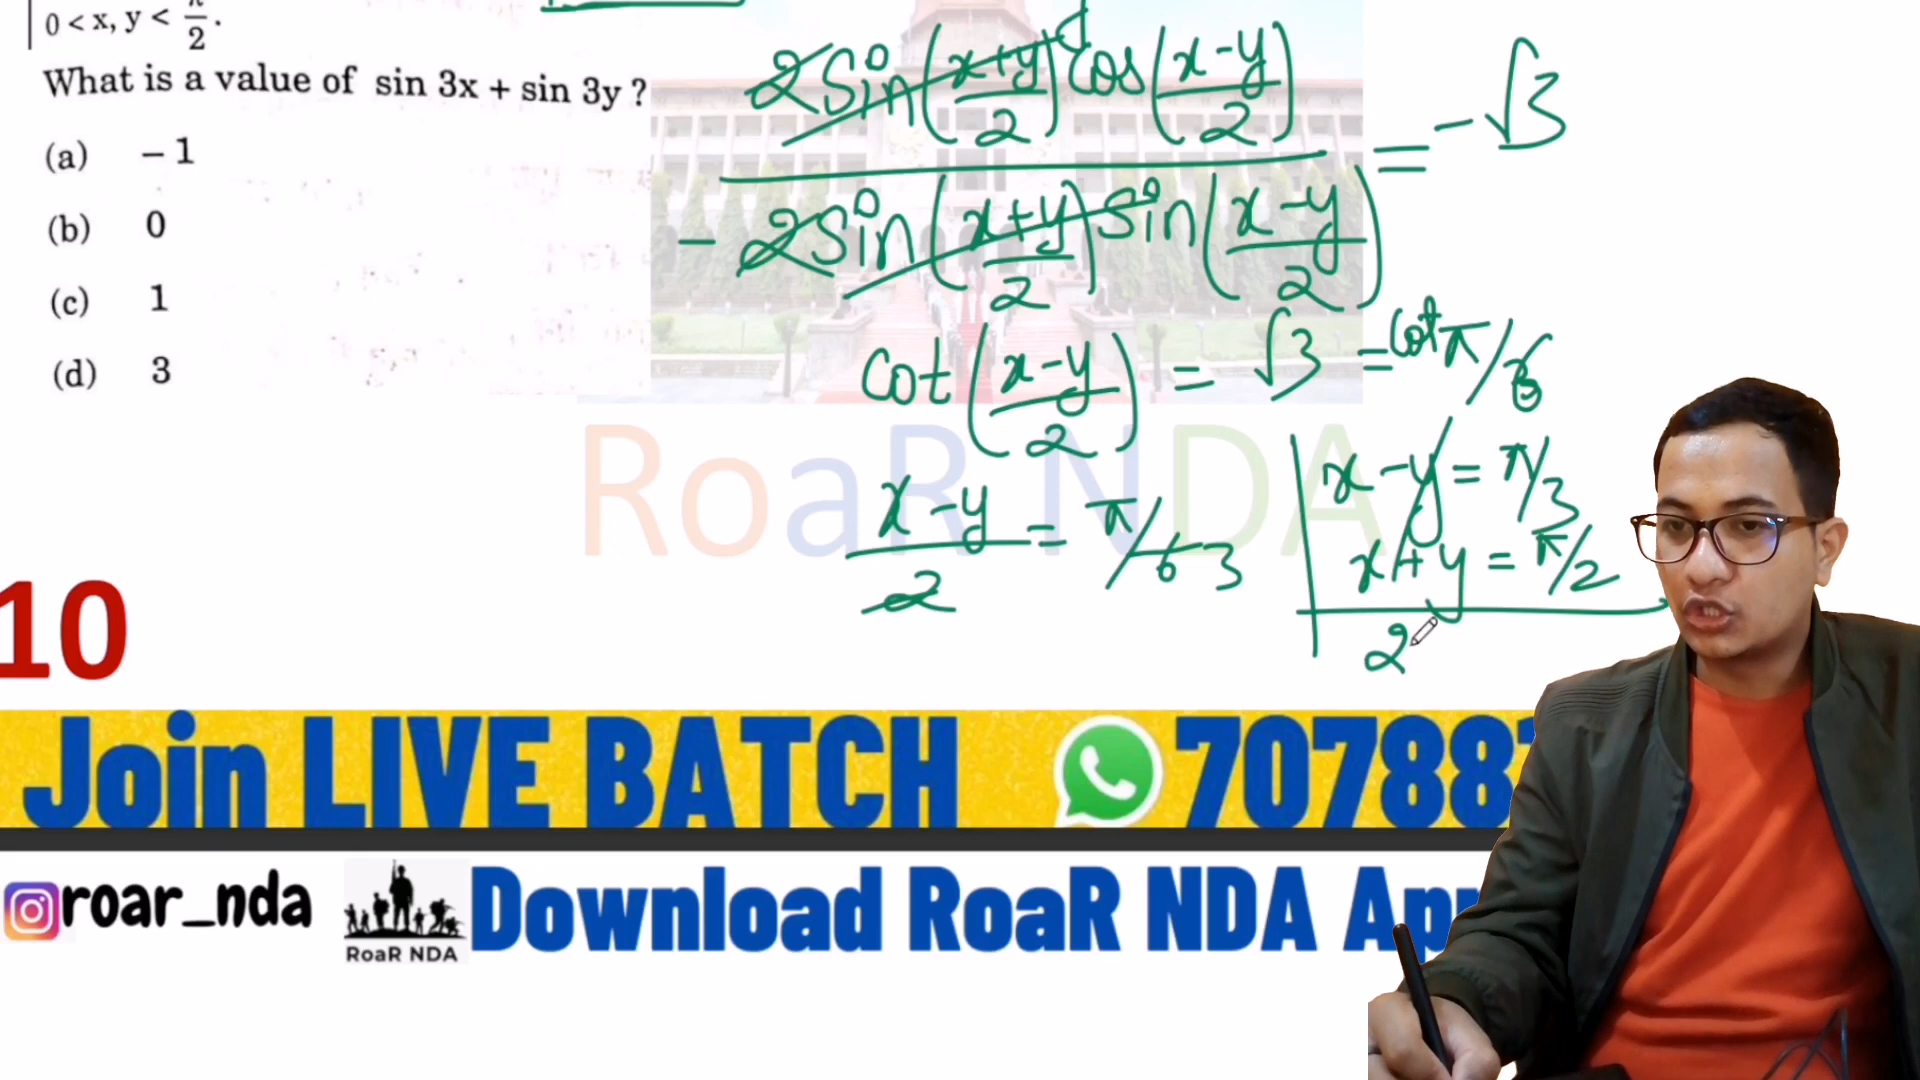 0 < x, y < π/2 .
What is a value of sin 3x + sin 3y ?
(a) – 1
(b) 0
(c) 1
(d) 3
2sin(x+y/2) cos(x-y/2)
= -√3
- 2sin(x+y/2) sin(x-y/2)
cot(x-y/2) = √3 = cot π/6
x-y/2 = π/6 3
x-y = π/3
x+y = π/2
2
RoaR NDA
10
Join LIVE BATCH 70788
roar_nda
RoaR NDA
Download RoaR NDA App